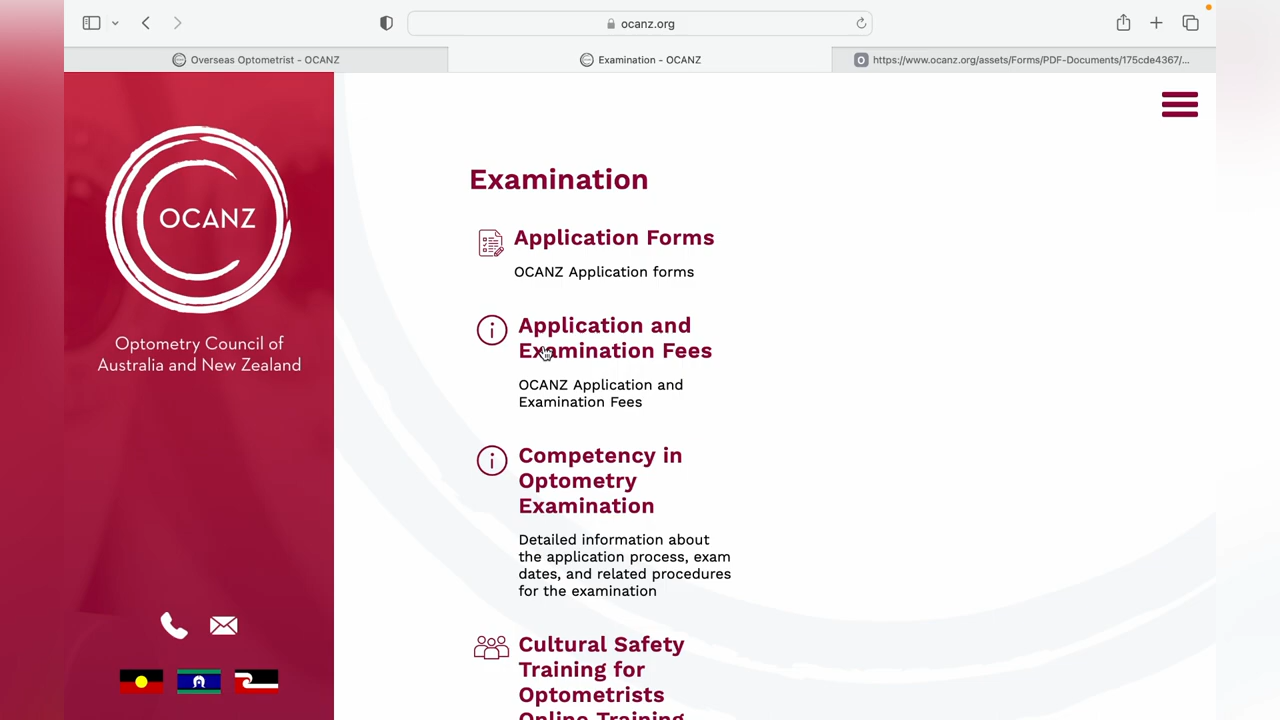 ocanz.org
Overseas Optometrist - OCANZ
Examination - OCANZ
O https://www.ocanz.org/assets/Forms/PDF-Documents/175cde4367/...
OCANZ
Optometry Council of
Australia and New Zealand
Examination
Application Forms
OCANZ Application forms
Application and
Examination Fees
OCANZ Application and
Examination Fees
Competency in
Optometry
Examination
Detailed information about
the application process, exam
dates, and related procedures
for the examination
Cultural Safety
Training for
Optometrists
Online Training